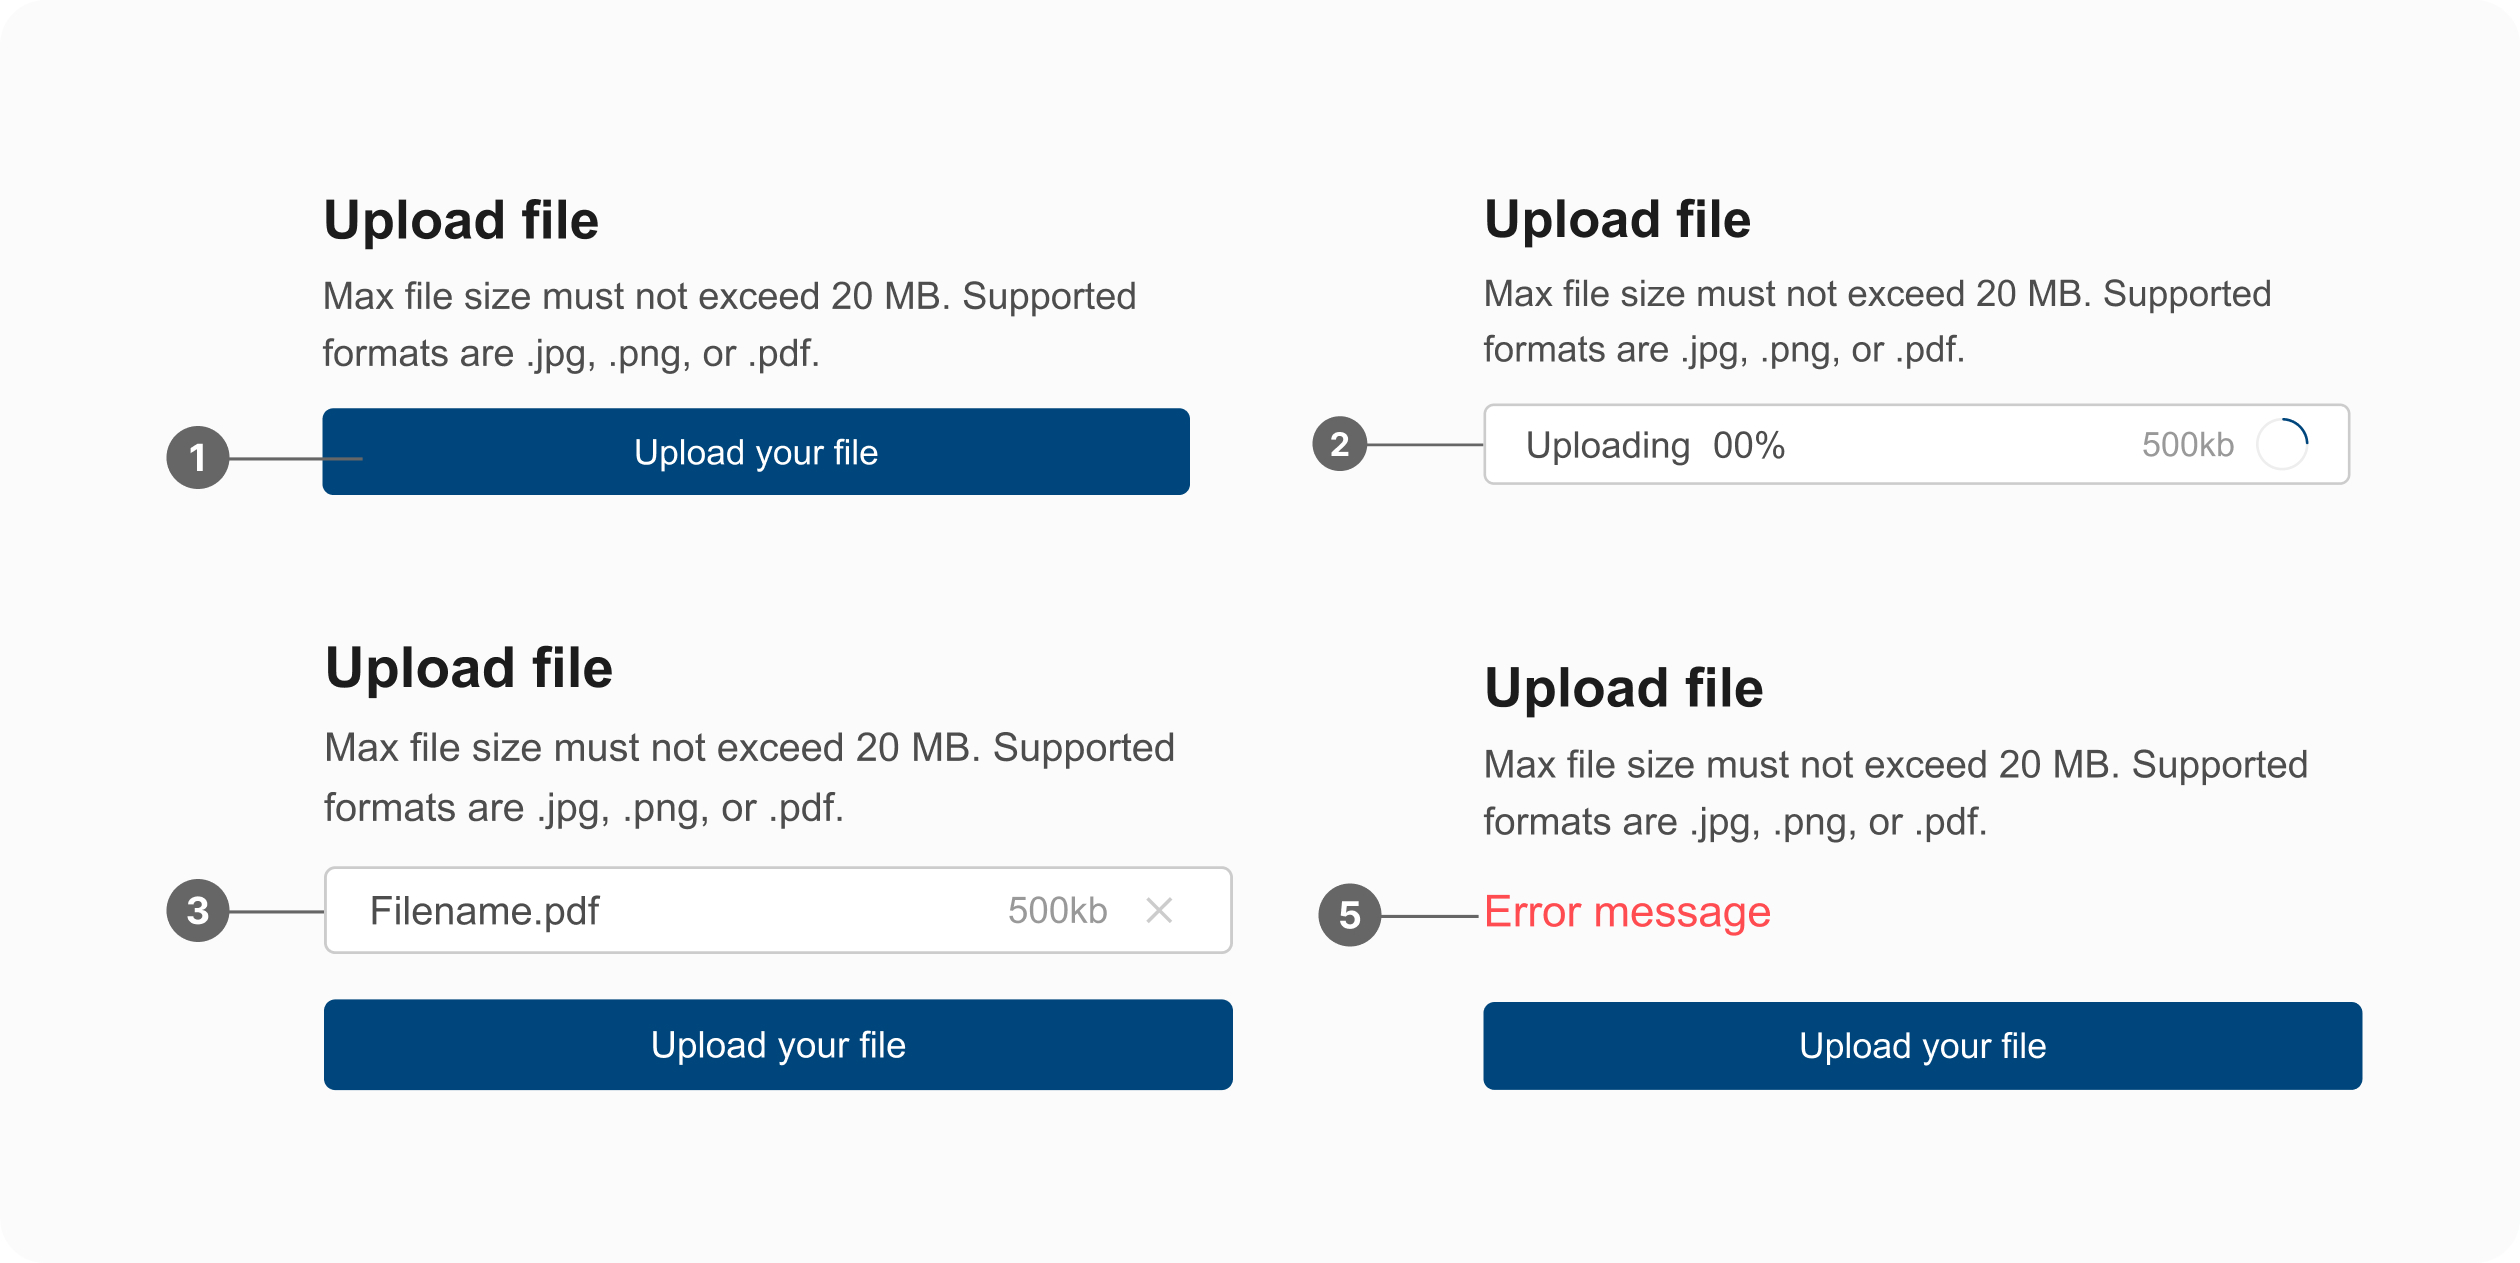 Upload file
Max file size must not exceed 20 MB. Supported
formats are .jpg, .png, or .pdf.
1
Upload your file
Upload file
Max file size must not exceed 20 MB. Supported
formats are .jpg, .png, or .pdf.
2
Uploading 00% 500kb
Upload file
Max file size must not exceed 20 MB. Supported
formats are .jpg, .png, or .pdf.
3
Filename.pdf 500kb
Upload your file
Upload file
Max file size must not exceed 20 MB. Supported
formats are .jpg, .png, or .pdf.
5
Error message
Upload your file